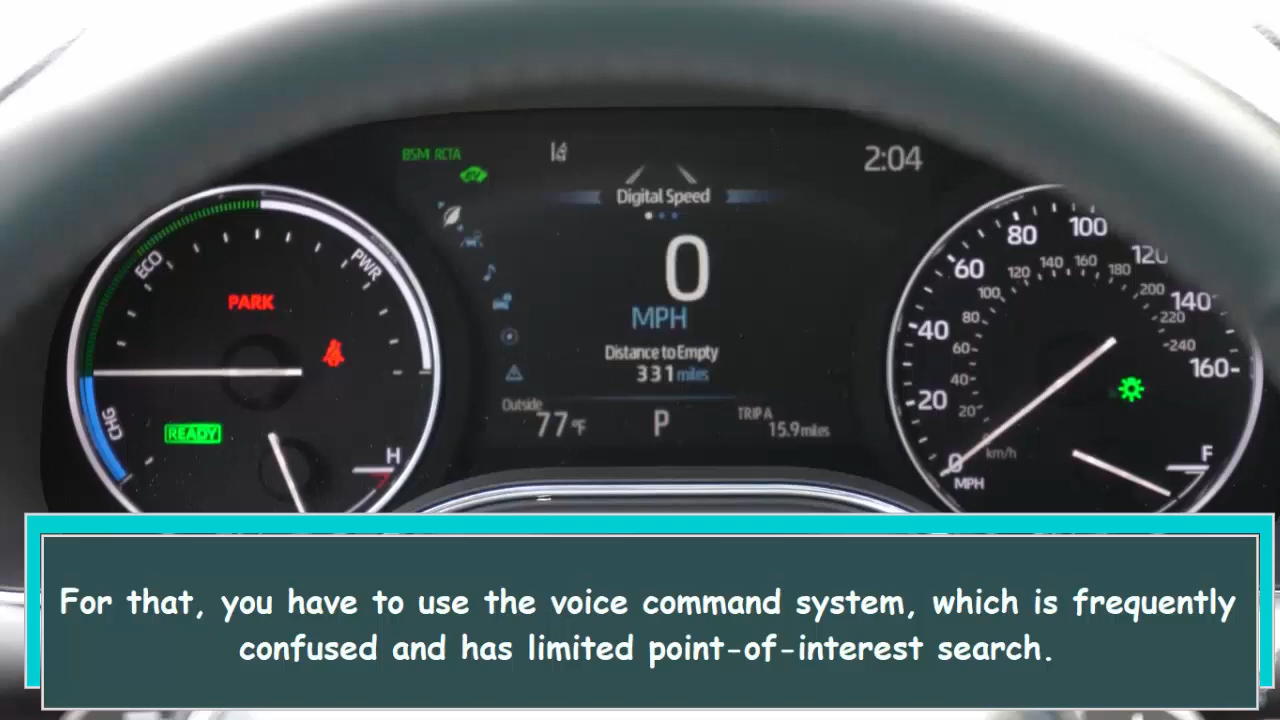 BSM RCTA
2:04
EV
Digital Speed
ECO
PWR
0
MPH
PARK
Distance to Empty
331 miles
CHG
READY
Outside
77°F
P
TRIP A
15.9 miles
H
0
20
40
60
80
100
120
140
160
20
40
60
80
100
120
140
160
180
200
220
240
km/h
MPH
F
For that, you have to use the voice command system, which is frequently
confused and has limited point-of-interest search.